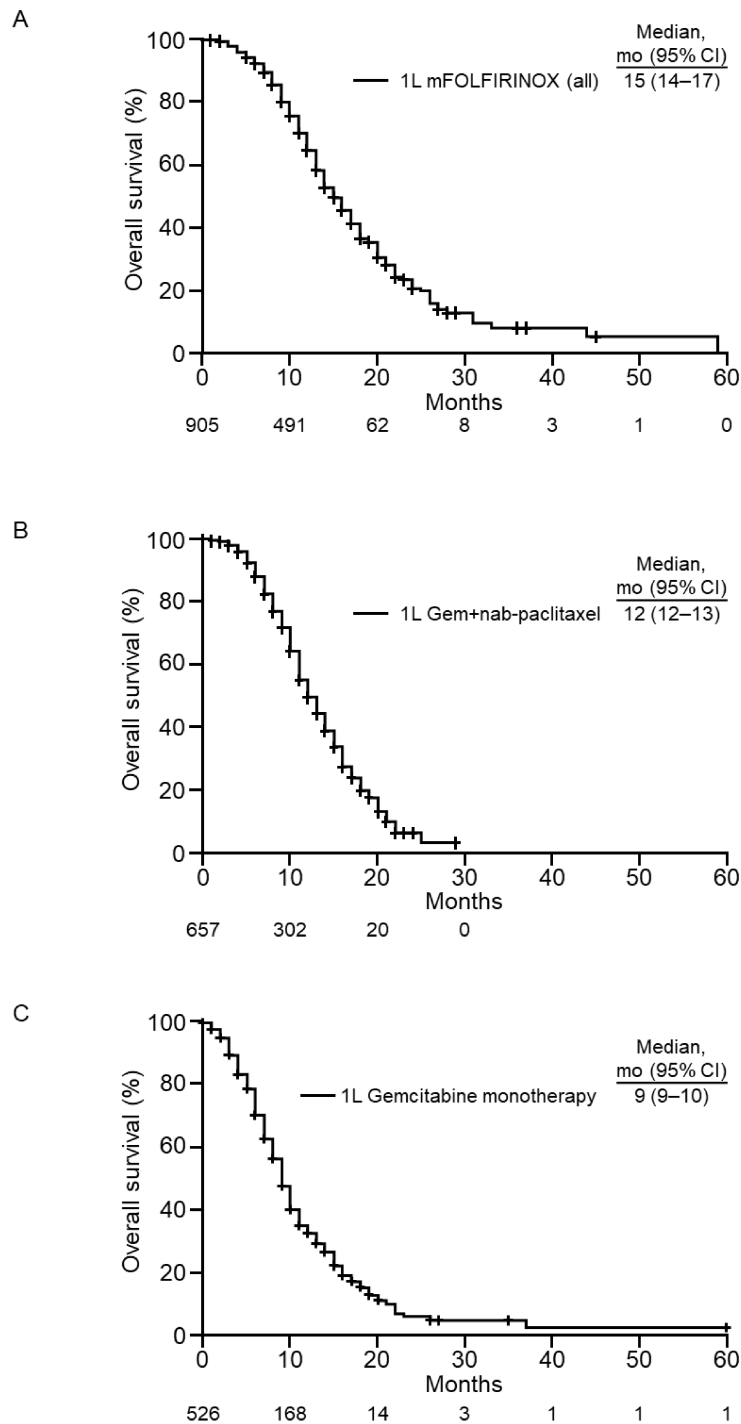 A
Median,
mo (95% CI)
1L mFOLFIRINOX (all) 15 (14–17)
Overall survival (%)
100
80
60
40
20
0
0 10 20 30 40 50 60
Months
905 491 62 8 3 1 0
B
Median,
mo (95% CI)
1L Gem+nab-paclitaxel 12 (12–13)
Overall survival (%)
100
80
60
40
20
0
0 10 20 30 40 50 60
Months
657 302 20 0
C
Median,
mo (95% CI)
1L Gemcitabine monotherapy 9 (9–10)
Overall survival (%)
100
80
60
40
20
0
0 10 20 30 40 50 60
Months
526 168 14 3 1 1 1